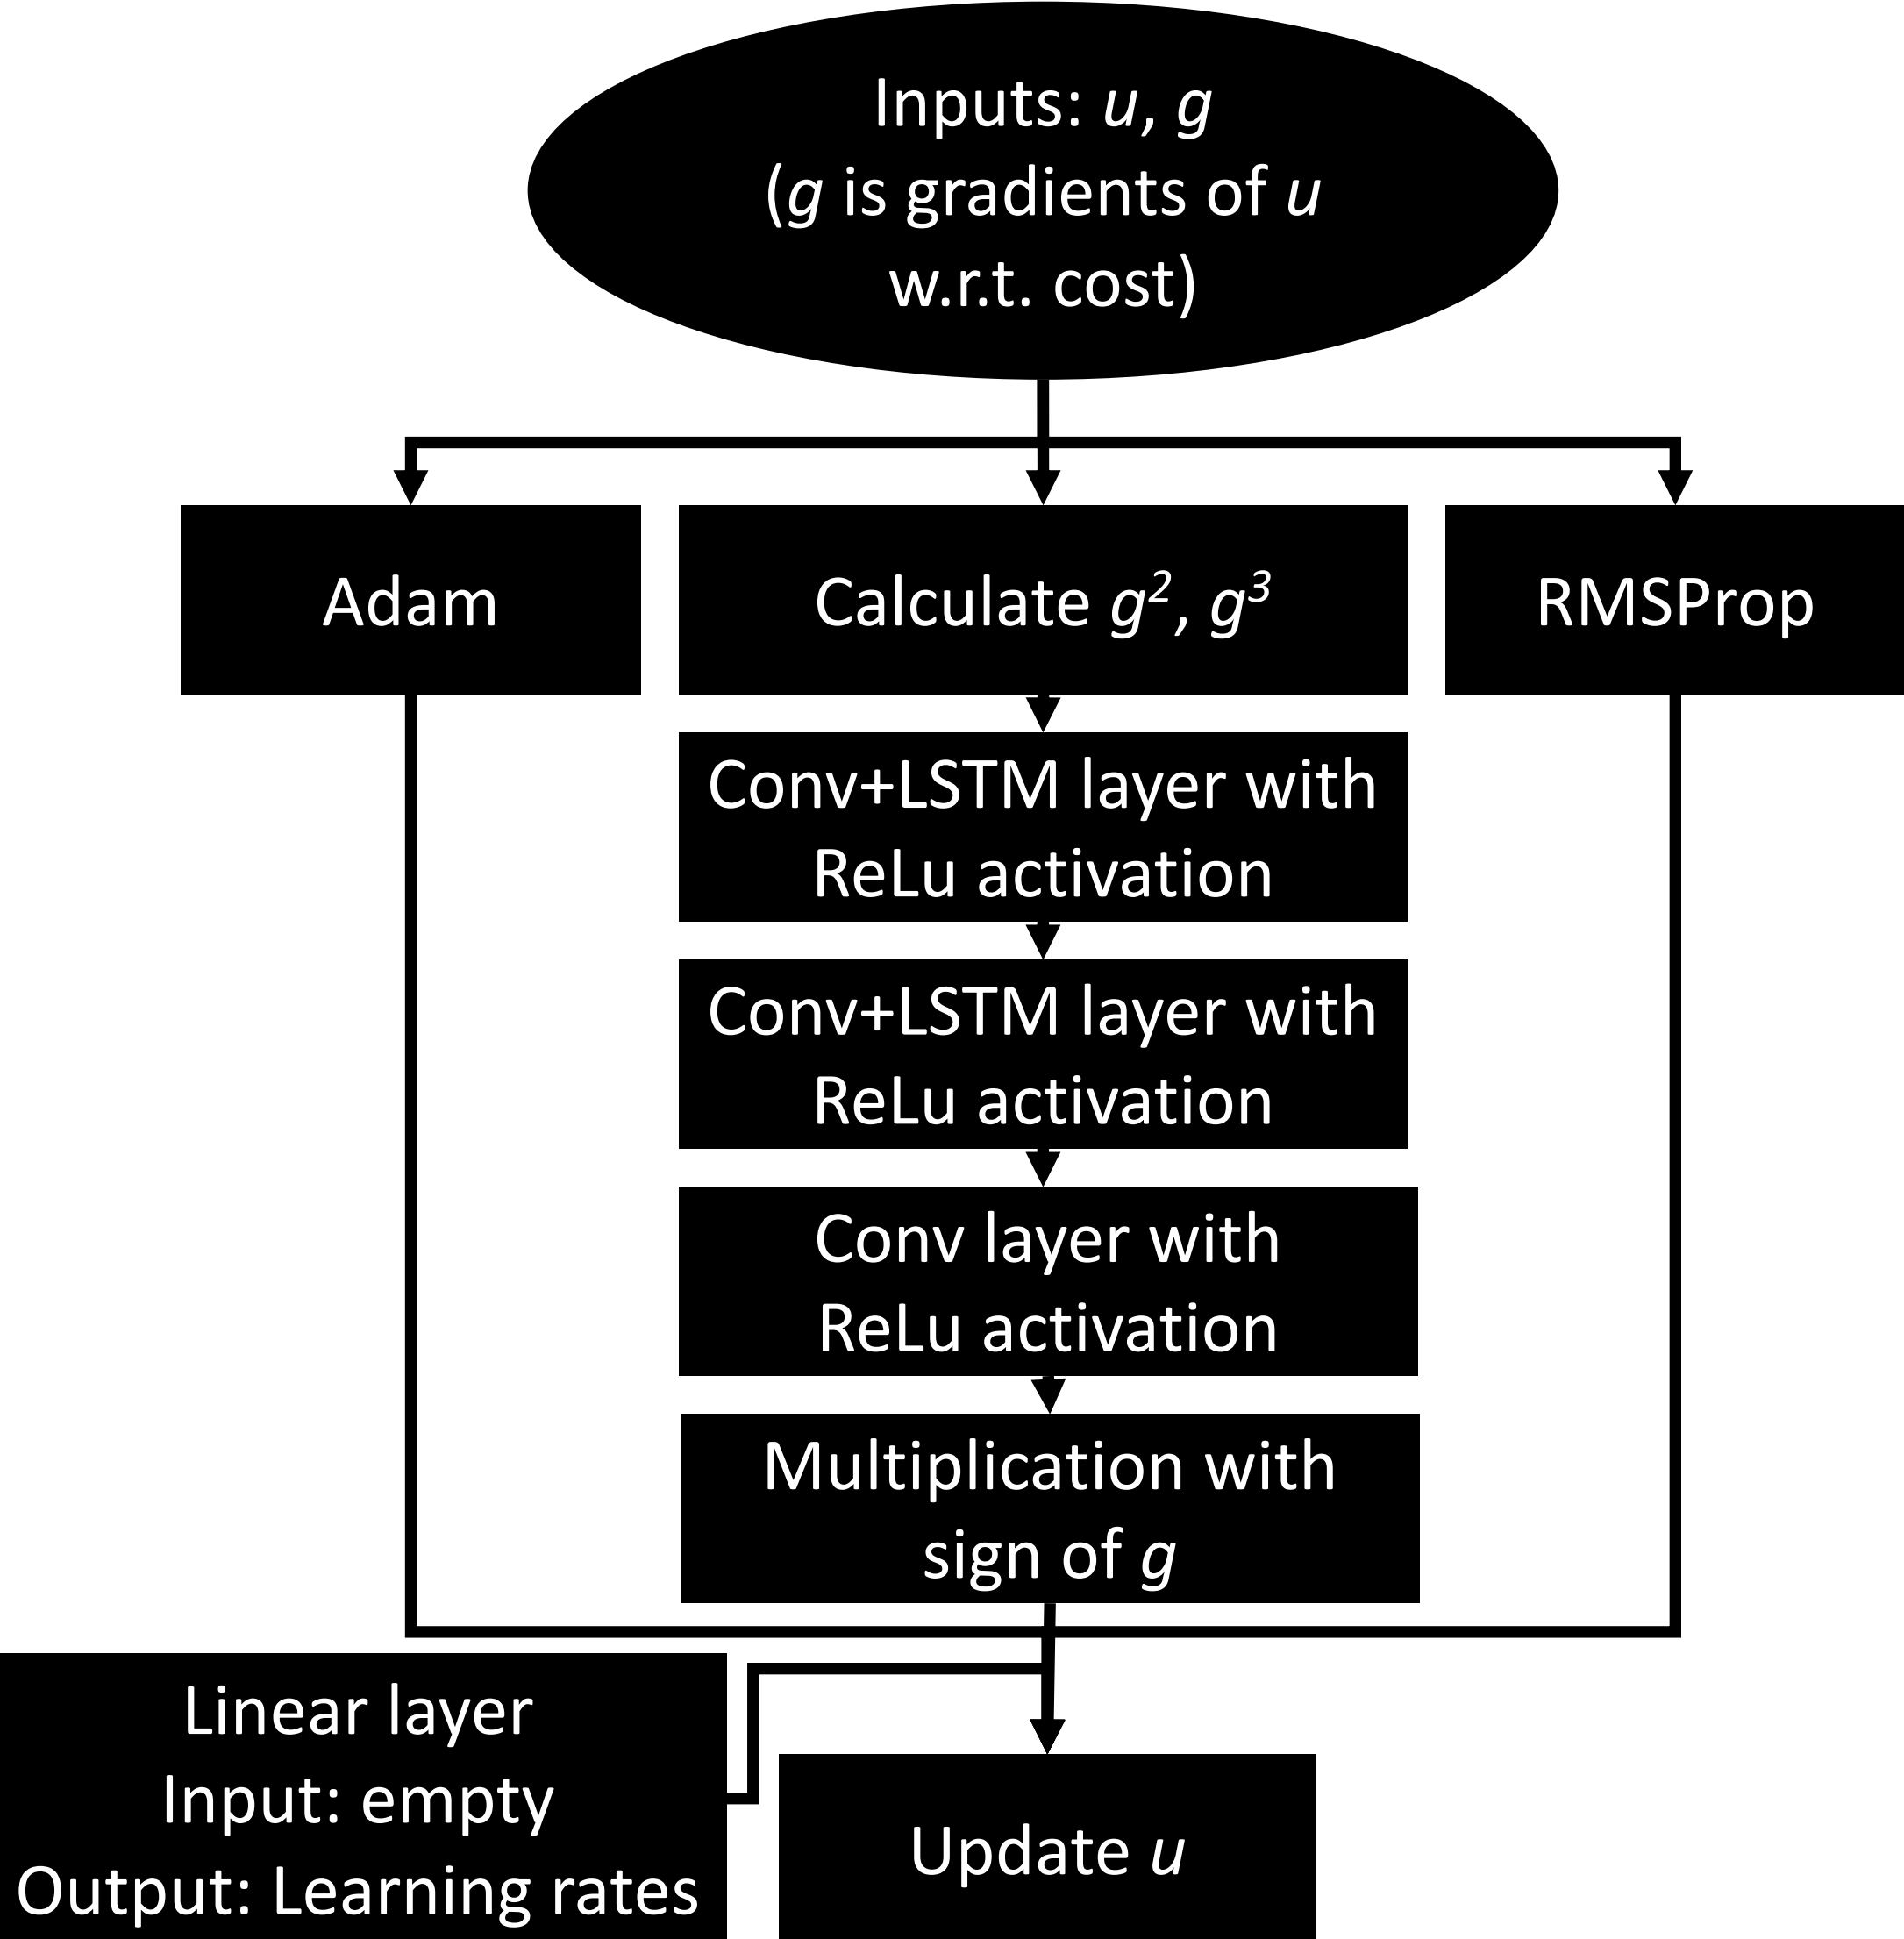 Inputs: u, g
(g is gradients of u
w.r.t. cost)
Adam
Calculate g², g³
RMSProp
Conv+LSTM layer with
ReLu activation
Conv+LSTM layer with
ReLu activation
Conv layer with
ReLu activation
Multiplication with
sign of g
Linear layer
Input: empty
Output: Learning rates
Update u